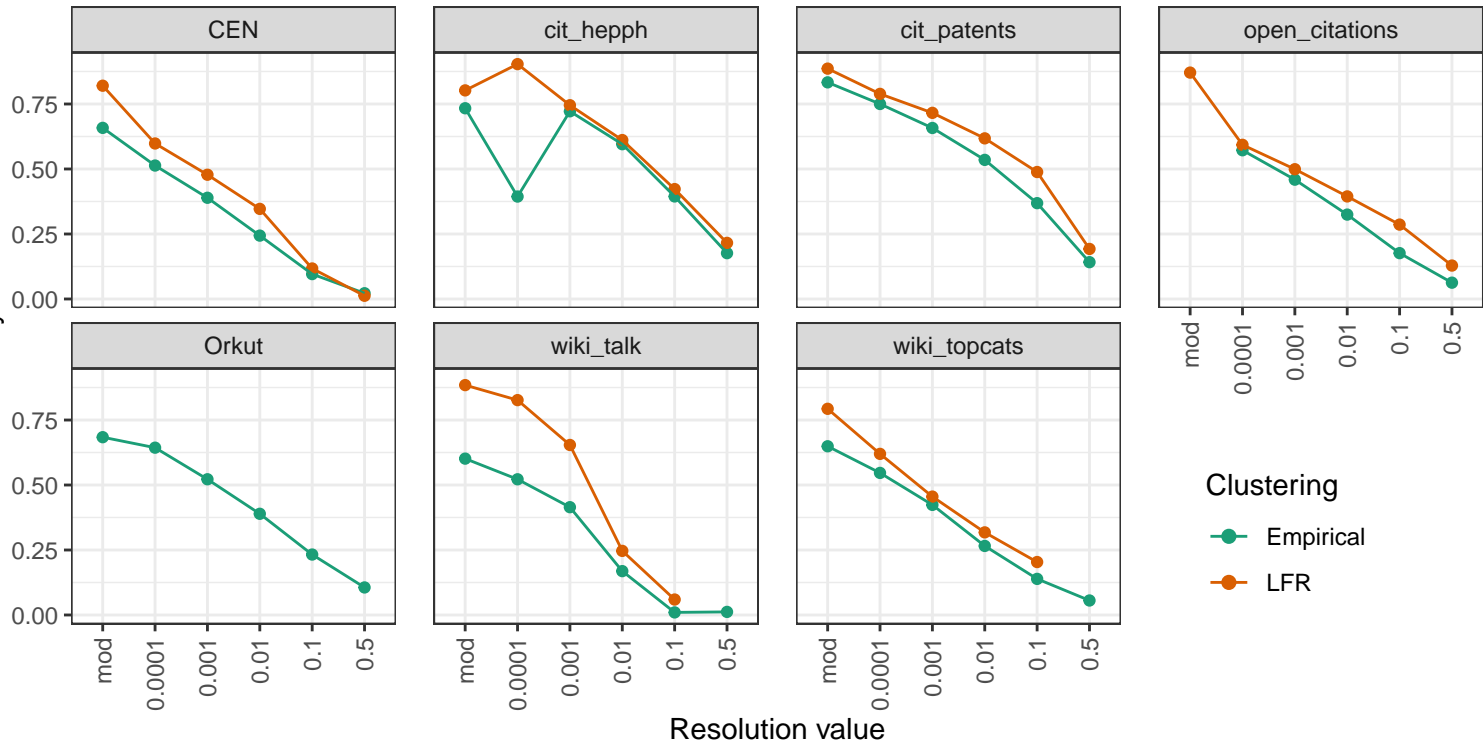 CEN
cit_hepph
cit_patents
open_citations
0.75
0.50
0.25
0.00
mod
0.0001
0.001
0.01
0.1
0.5
Orkut
wiki_talk
wiki_topcats
0.75
0.50
0.25
0.00
mod
0.0001
0.001
0.01
0.1
0.5
mod
0.0001
0.001
0.01
0.1
0.5
mod
0.0001
0.001
0.01
0.1
0.5
Clustering
Empirical
LFR
Resolution value